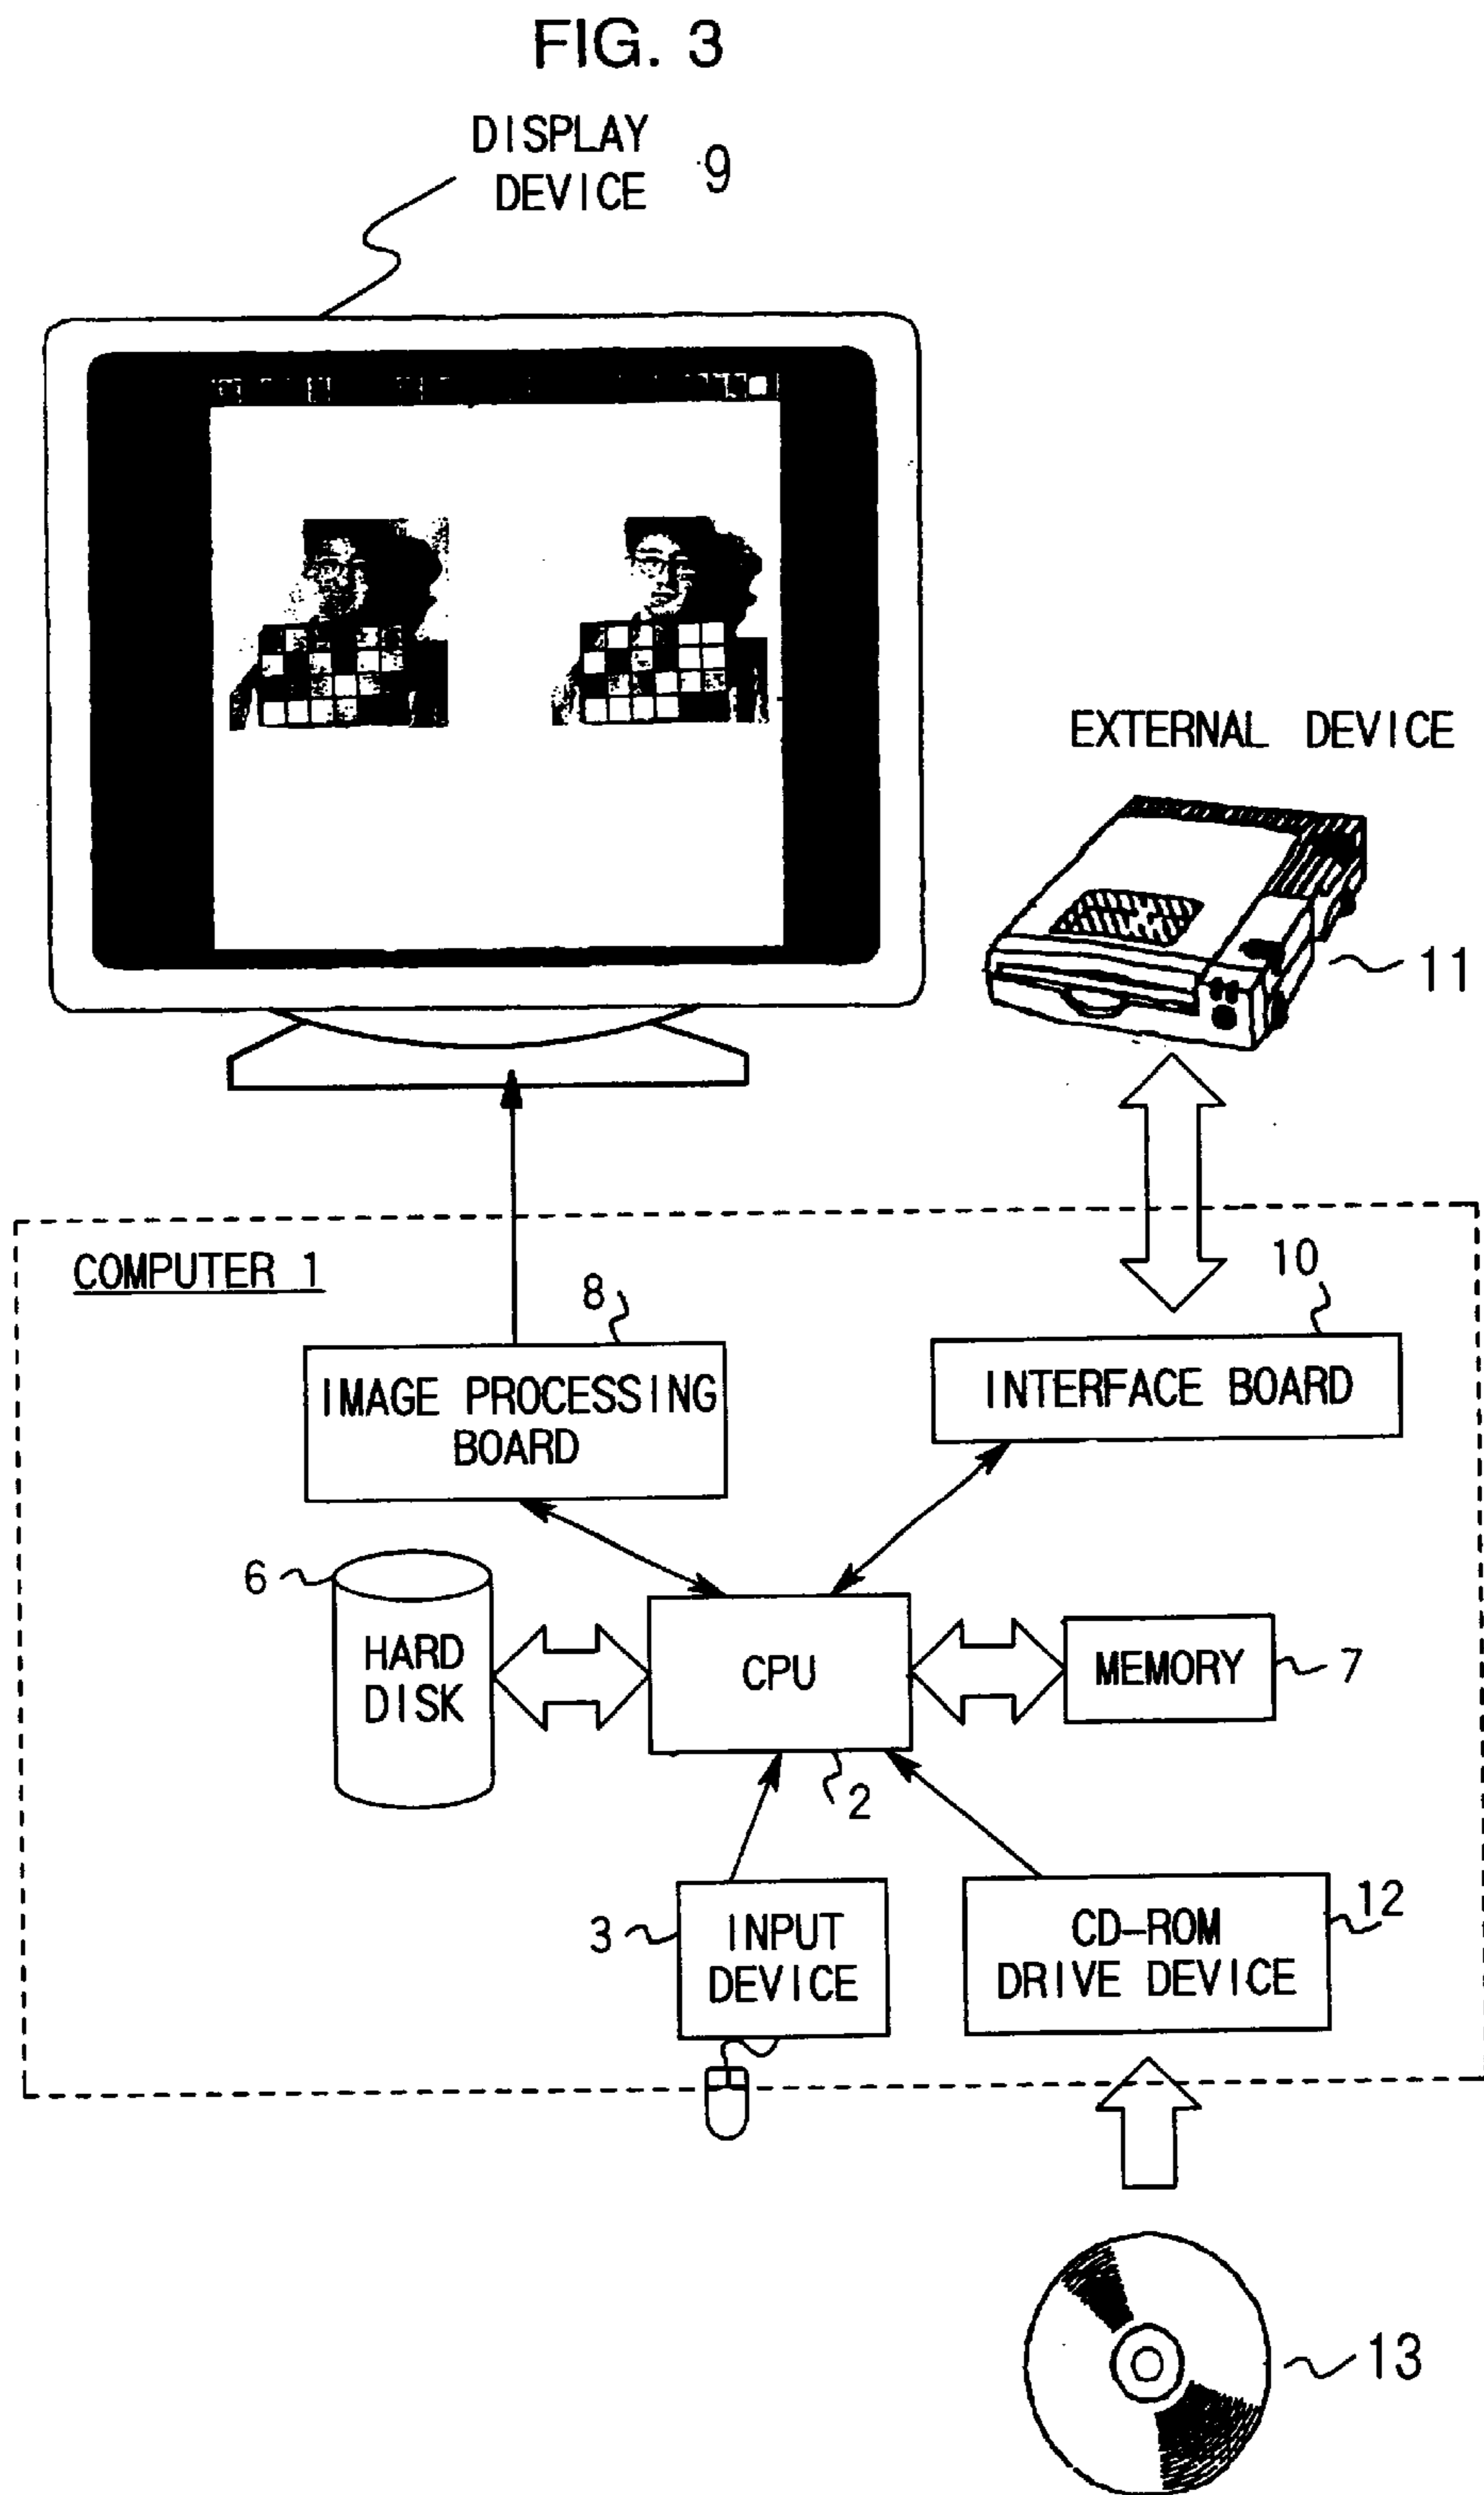 FIG. 3
DISPLAY
DEVICE 9
EXTERNAL DEVICE
11
COMPUTER 1
8
10
IMAGE PROCESSING
BOARD
INTERFACE BOARD
6
HARD
DISK
CPU
MEMORY
7
2
3
INPUT
DEVICE
CD-ROM
DRIVE DEVICE
12
13